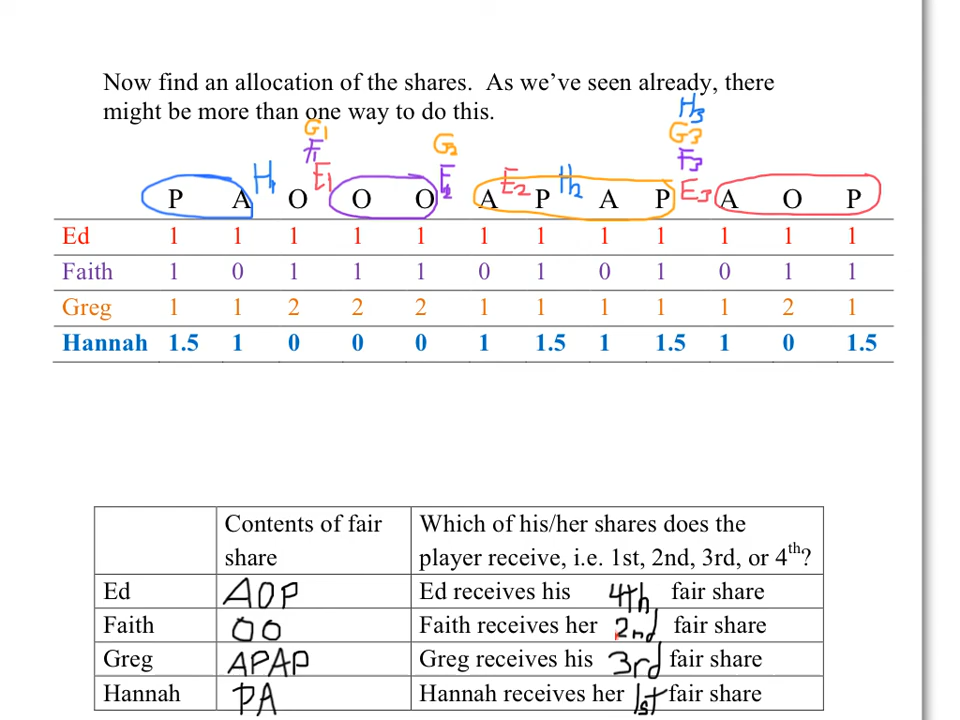 Now find an allocation of the shares. As we've seen already, there
might be more than one way to do this.
H3
G1 G3
F1 G2 F3
H1 E1 F2 E2 H2 E3
P A O O O A P A P A O P
Ed 1 1 1 1 1 1 1 1 1 1 1 1
Faith 1 0 1 1 1 0 1 0 1 0 1 1
Greg 1 1 2 2 2 1 1 1 1 1 2 1
Hannah 1.5 1 0 0 0 1 1.5 1 1.5 1 0 1.5
Contents of fair Which of his/her shares does the
share player receive, i.e. 1st, 2nd, 3rd, or 4th?
Ed AOP Ed receives his 4th fair share
Faith OO Faith receives her 2nd fair share
Greg APAP Greg receives his 3rd fair share
Hannah PA Hannah receives her 1st fair share